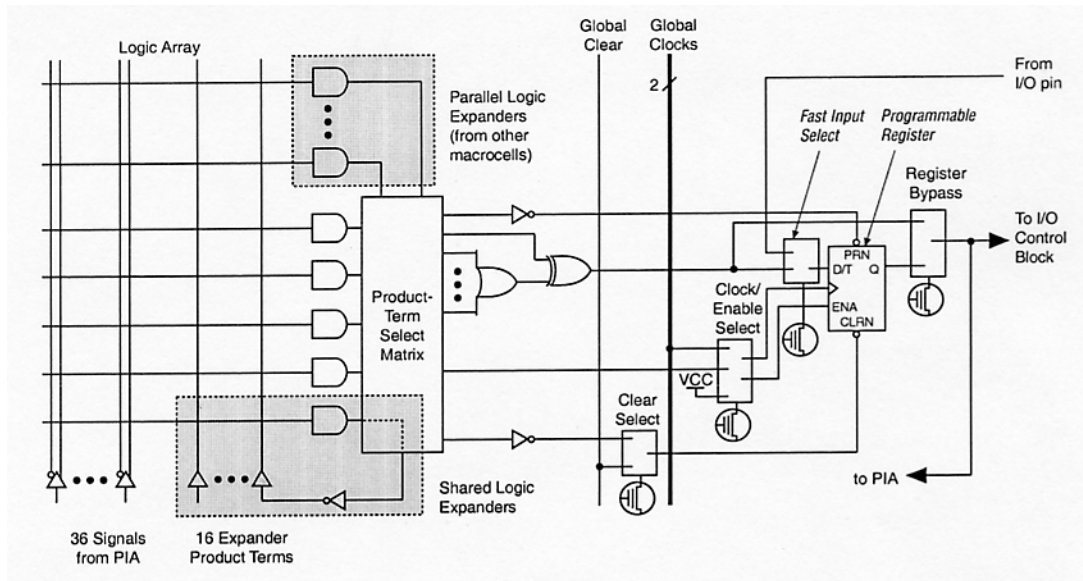 Logic Array
Global
Clear
Global
Clocks
2
From
I/O pin
Parallel Logic
Expanders
(from other
macrocells)
Fast Input
Select
Programmable
Register
Register
Bypass
To I/O
Control
Block
PRN
D/T
Q
ENA
CLRN
Product-
Term
Select
Matrix
Clock/
Enable
Select
VCC
Clear
Select
to PIA
Shared Logic
Expanders
36 Signals
from PIA
16 Expander
Product Terms